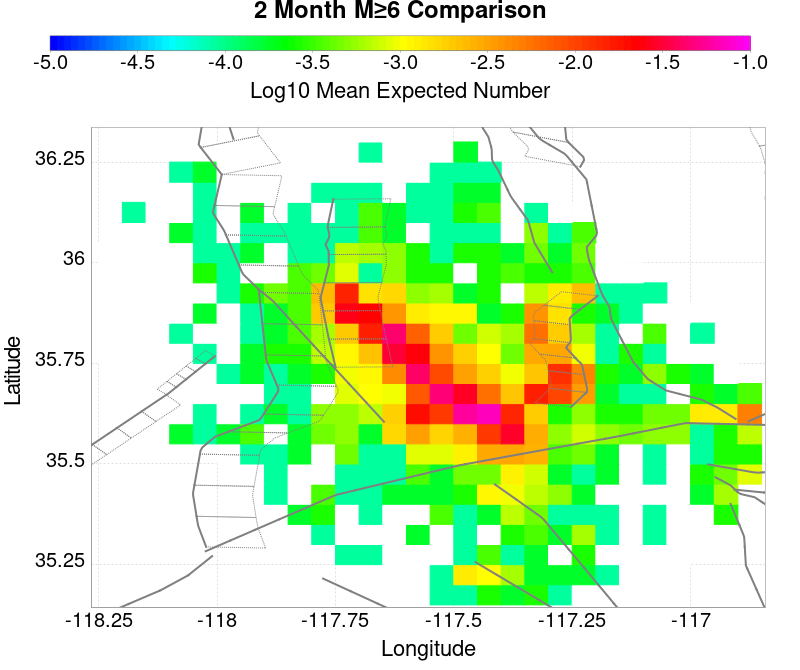 2 Month M≥6 Comparison
-5.0 -4.5 -4.0 -3.5 -3.0 -2.5 -2.0 -1.5 -1.0
Log10 Mean Expected Number
36.25
36
35.75
35.5
35.25
Latitude
-118.25 -118 -117.75 -117.5 -117.25 -117
Longitude